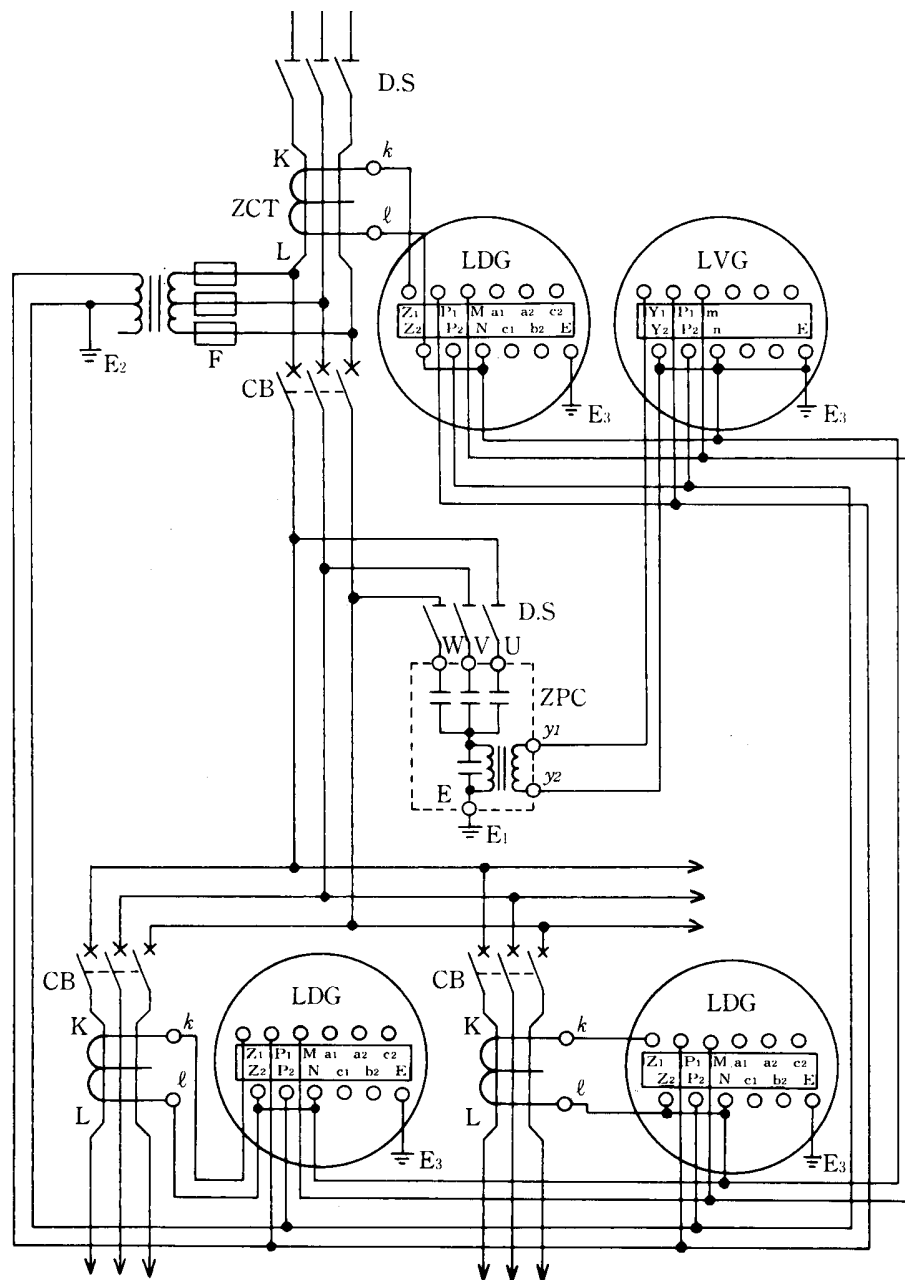 D.S
K
k
ZCT
ℓ
L
LDG
LVG
Z1 P1 M a1 a2 c2
Z2 P2 N c1 b2 E
Y1 P1 m
Y2 P2 n E
E2
F
CB
E3
E3
D.S
W V U
ZPC
y1
y2
E
E1
CB
LDG
LDG
K
k
K
k
Z1 P1 M a1 a2 c2
Z2 P2 N c1 b2 E
Z1 P1 M a1 a2 c2
Z2 P2 N c1 b2 E
CB
L
ℓ
L
ℓ
E3
E3